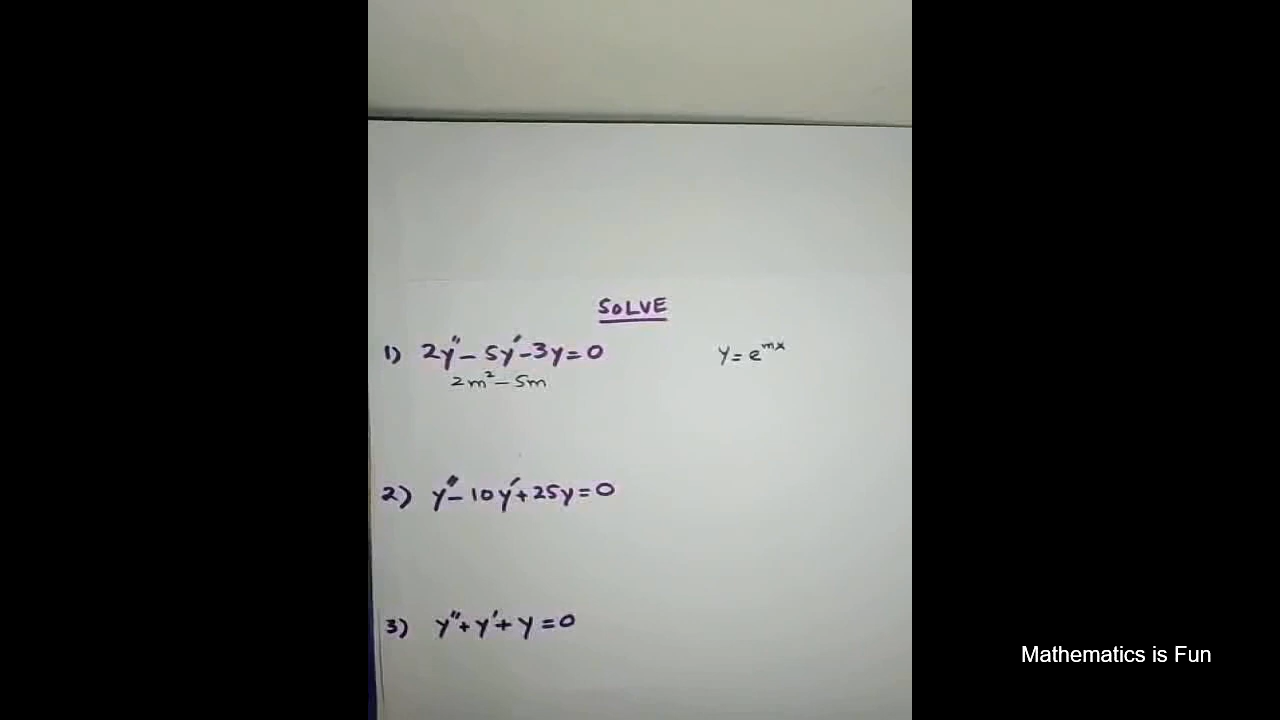 SOLVE
1) 2y″ - 5y′ - 3y = 0
y = e^mx
2m² - 5m
2) y″ - 10y′ + 25y = 0
3) y″ + y′ + y = 0
Mathematics is Fun